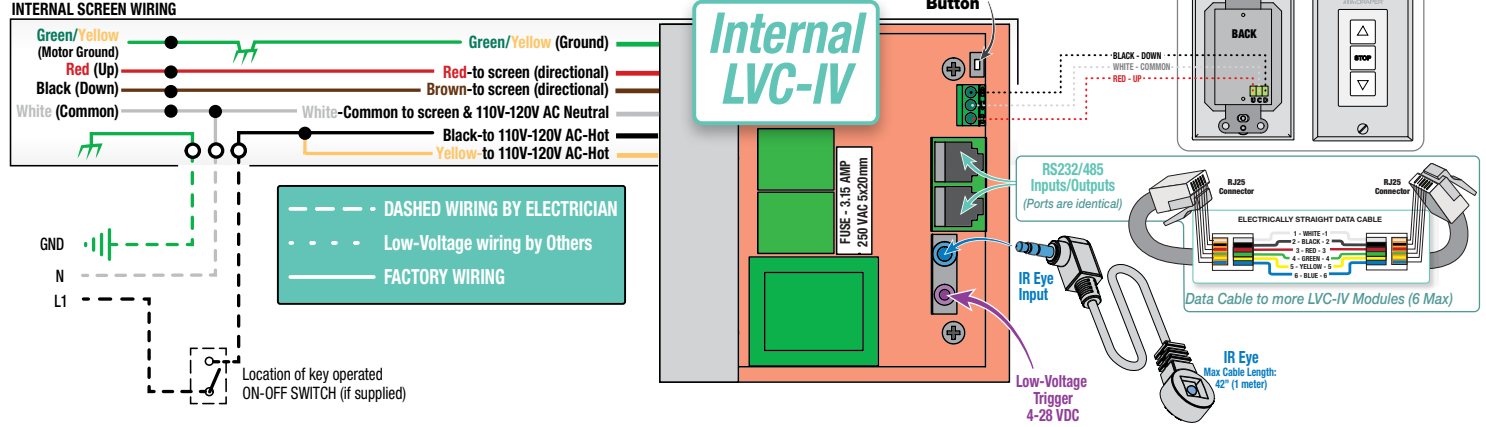 INTERNAL SCREEN WIRING
Green/Yellow
(Motor Ground)
Red (Up)
Black (Down)
White (Common)
Green/Yellow (Ground)
Red-to screen (directional)
Brown-to screen (directional)
White-Common to screen & 110V-120V AC Neutral
Black-to 110V-120V AC-Hot
Yellow-to 110V-120V AC-Hot
GND
N
L1
DASHED WIRING BY ELECTRICIAN
Low-Voltage wiring by Others
FACTORY WIRING
Location of key operated
ON-OFF SWITCH (if supplied)
Internal
LVC-IV
Button
FUSE - 3.15 AMP
250 VAC 5x20mm
BLACK - DOWN
WHITE - COMMON
RED - UP
BACK
U C D
STOP
RS232/485
Inputs/Outputs
(Ports are identical)
RJ25
Connector
RJ25
Connector
ELECTRICALLY STRAIGHT DATA CABLE
1 - WHITE -1
2 - BLACK - 2
3 - RED - 3
4 - GREEN - 4
5 - YELLOW - 5
6 - BLUE - 6
Data Cable to more LVC-IV Modules (6 Max)
IR Eye
Input
Low-Voltage
Trigger
4-28 VDC
IR Eye
Max Cable Length:
42" (1 meter)